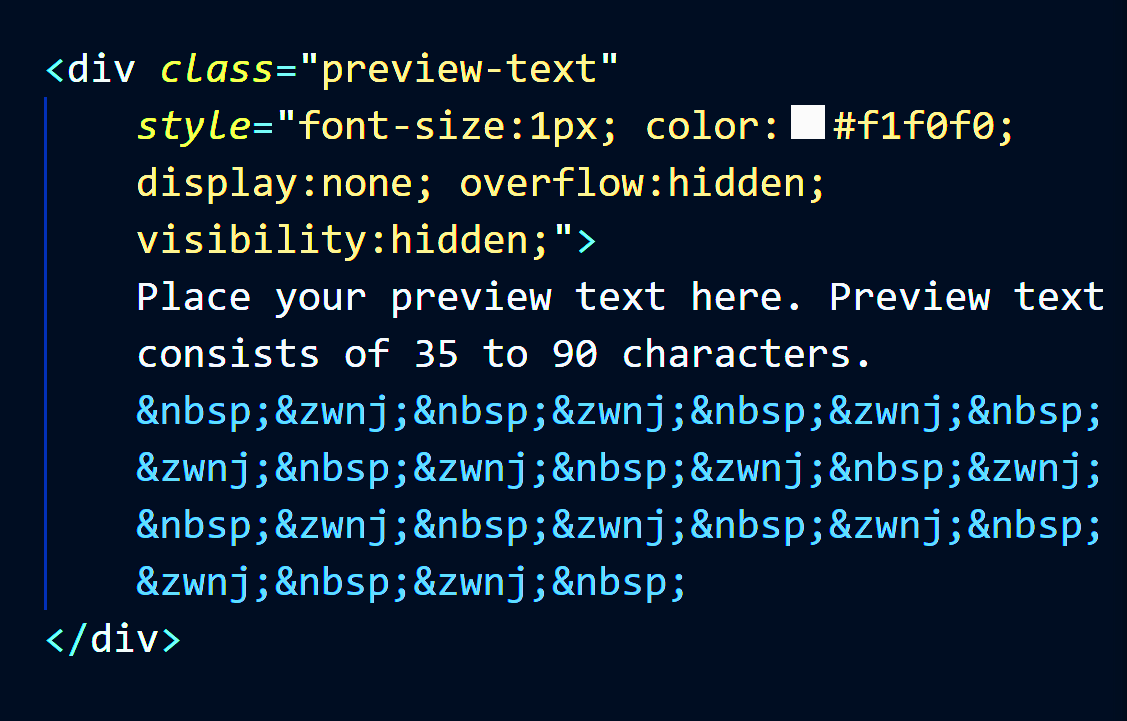 <div class="preview-text"
style="font-size:1px; color:#f1f0f0;
display:none; overflow:hidden;
visibility:hidden;">
Place your preview text here. Preview text
consists of 35 to 90 characters.
&nbsp;&zwnj;&nbsp;&zwnj;&nbsp;&zwnj;&nbsp;
&zwnj;&nbsp;&zwnj;&nbsp;&zwnj;&nbsp;&zwnj;
&nbsp;&zwnj;&nbsp;&zwnj;&nbsp;&zwnj;&nbsp;
&zwnj;&nbsp;&zwnj;&nbsp;
</div>